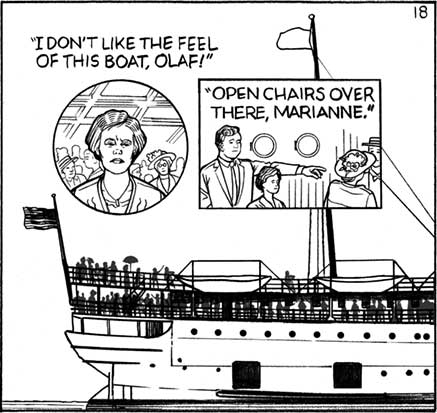 18
"I DON'T LIKE THE FEEL
OF THIS BOAT, OLAF!"
"OPEN CHAIRS OVER
THERE, MARIANNE."